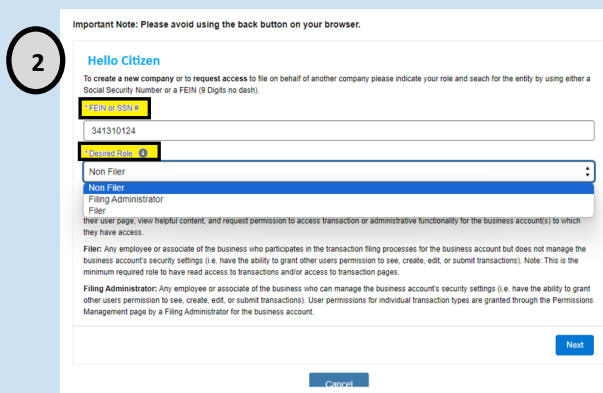 Important Note: Please avoid using the back button on your browser.
2
Hello Citizen
To create a new company or to request access to file on behalf of another company please indicate your role and seach for the entity by using either a
Social Security Number or a FEIN (9 Digits no dash).
* FEIN or SSN #
341310124
* Desired Role
Non Filer
Non Filer
Filing Administrator
Filer
their user page, view helpful content, and request permission to access transaction or administrative functionality for the business account(s) to which
they have access.
Filer: Any employee or associate of the business who participates in the transaction filing processes for the business account but does not manage the
business account's security settings (i.e. have the ability to grant other users permission to see, create, edit, or submit transactions). Note: This is the
minimum required role to have read access to transactions and/or access to transaction pages.
Filing Administrator: Any employee or associate of the business who can manage the business account's security settings (i.e. have the ability to grant
other users permission to see, create, edit, or submit transactions). User permissions for individual transaction types are granted through the Permissions
Management page by a Filing Administrator for the business account.
Next
Cancel